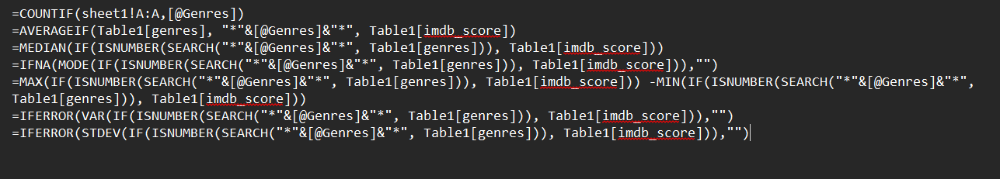 =COUNTIF(sheet1!A:A,[@Genres])
=AVERAGEIF(Table1[genres], "*"&[@Genres]&"*", Table1[imdb_score])
=MEDIAN(IF(ISNUMBER(SEARCH("*"&[@Genres]&"*", Table1[genres])), Table1[imdb_score]))
=IFNA(MODE(IF(ISNUMBER(SEARCH("*"&[@Genres]&"*", Table1[genres])), Table1[imdb_score])),"")
=MAX(IF(ISNUMBER(SEARCH("*"&[@Genres]&"*", Table1[genres])), Table1[imdb_score])) -MIN(IF(ISNUMBER(SEARCH("*"&[@Genres]&"*",
Table1[genres])), Table1[imdb_score]))
=IFERROR(VAR(IF(ISNUMBER(SEARCH("*"&[@Genres]&"*", Table1[genres])), Table1[imdb_score])),"")
=IFERROR(STDEV(IF(ISNUMBER(SEARCH("*"&[@Genres]&"*", Table1[genres])), Table1[imdb_score])),"")